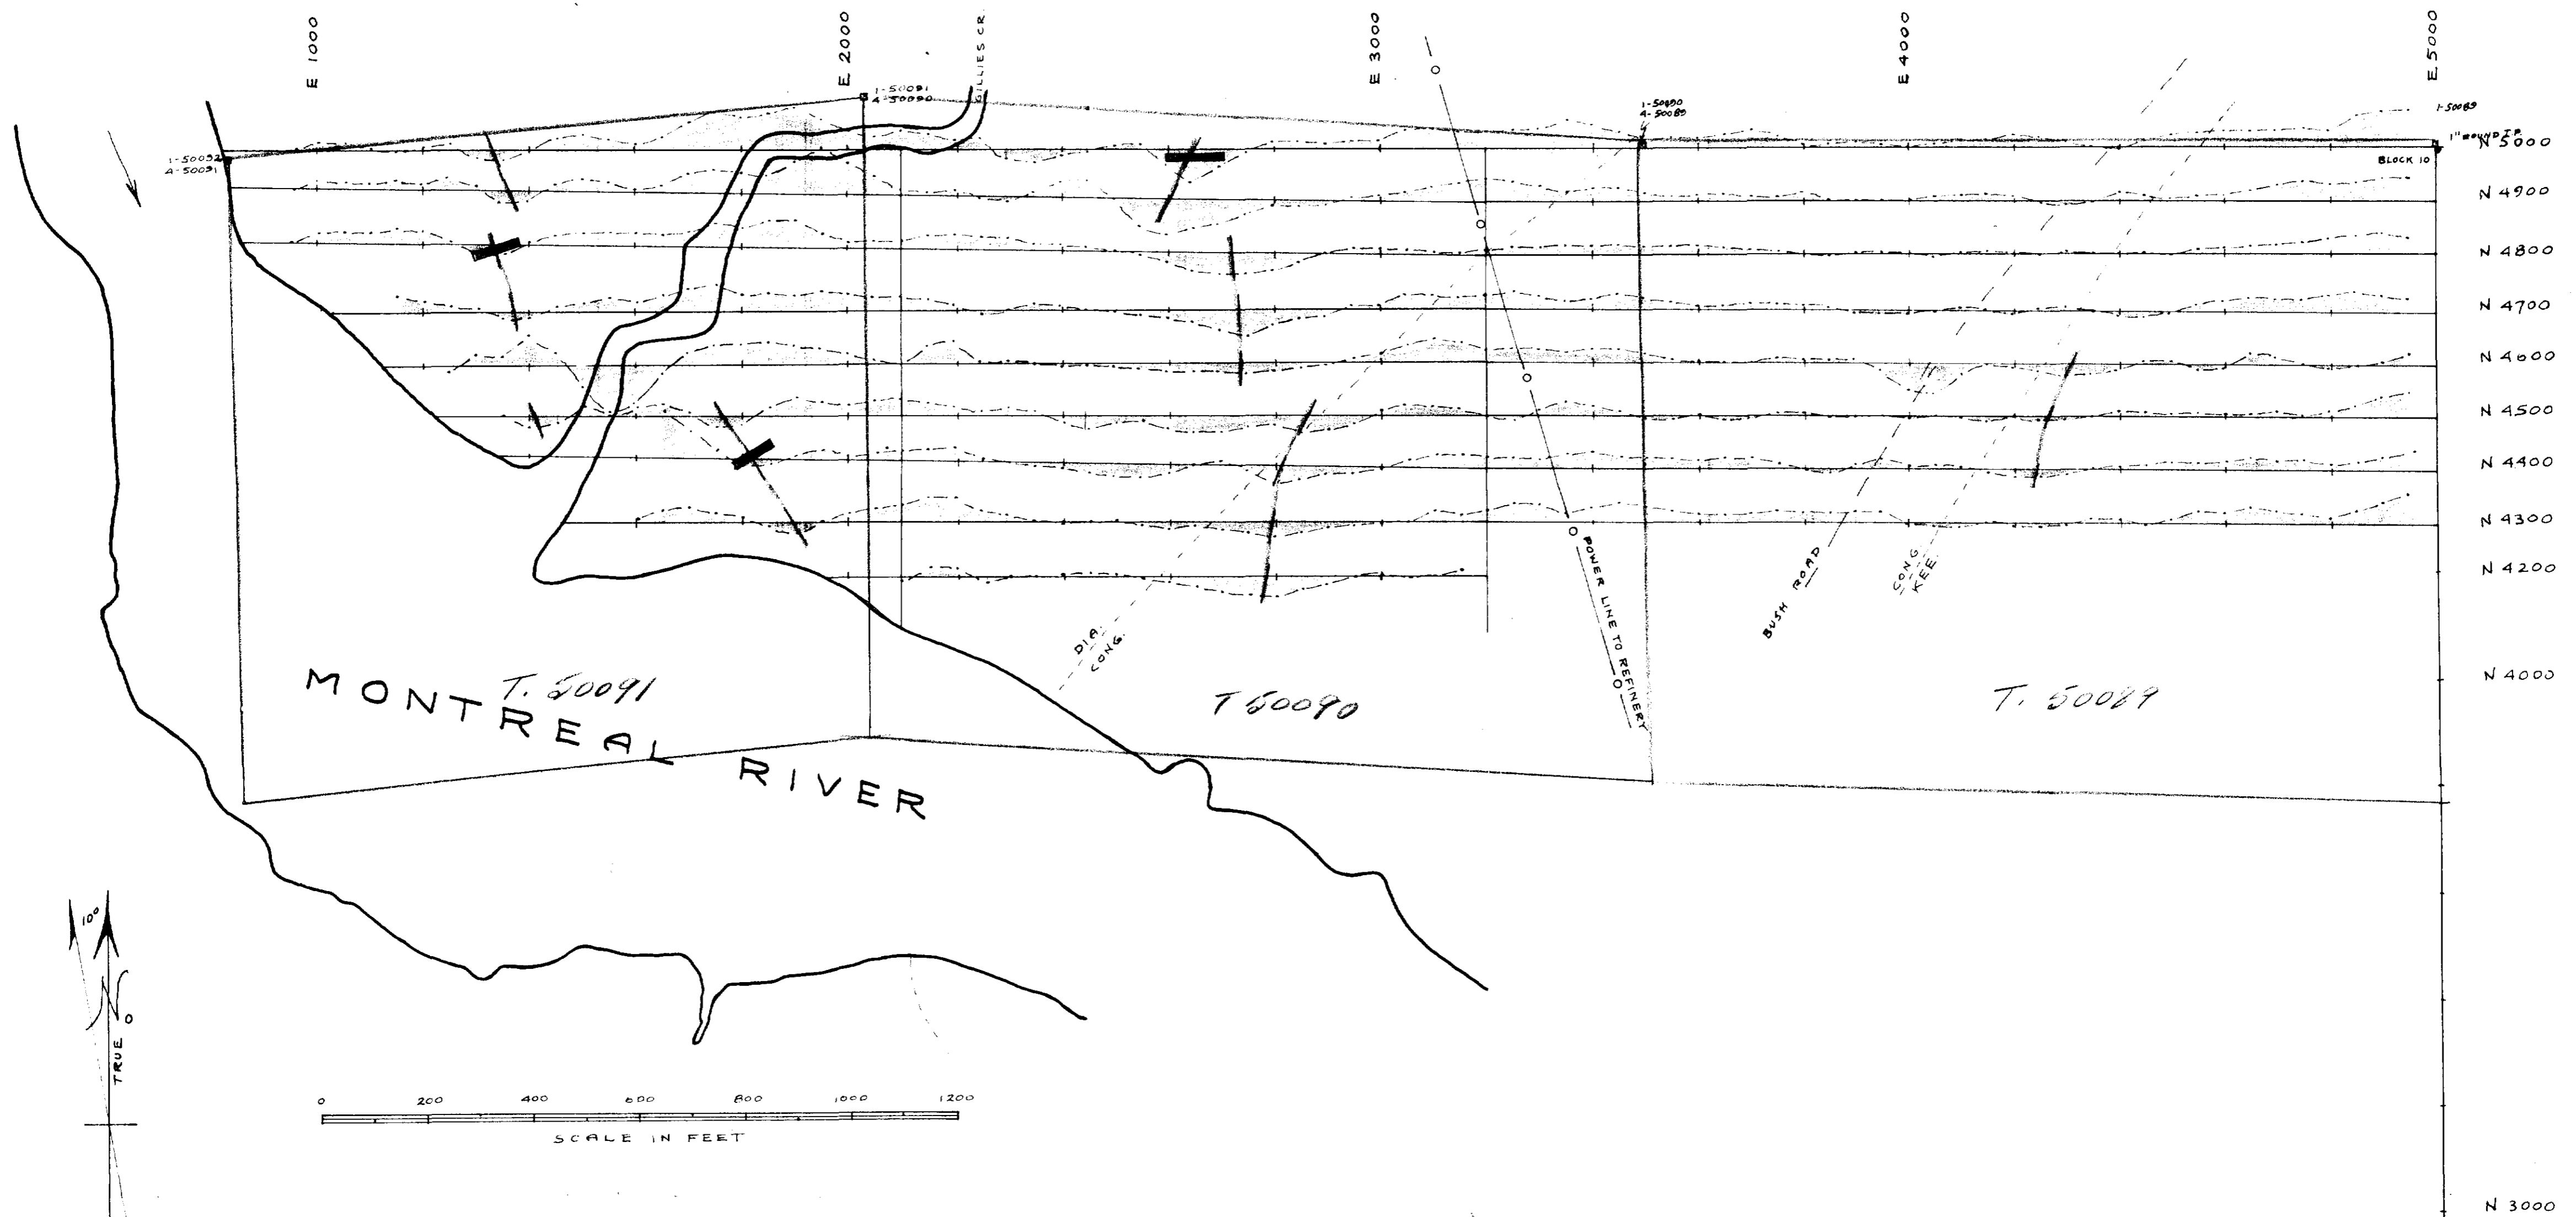 E 1000
E 2000
GILLIES CR.
E 3000
E 4000
E 5000
1-50091
A-50090
1-50090
A-50089
1-50089
1-50092
A-50091
1" ROUND I.P.
N 5000
BLOCK 10
N 4900
N 4800
N 4700
N 4600
N 4500
N 4400
N 4300
N 4200
N 4000
N 3000
POWER LINE TO REFINERY
BUSH ROAD
CONG.
KEE.
DIA.
CONG.
T. 50091
T 50090
T. 50089
MONTREAL RIVER
10°
N
TRUE
0 200 400 600 800 1000 1200
SCALE IN FEET